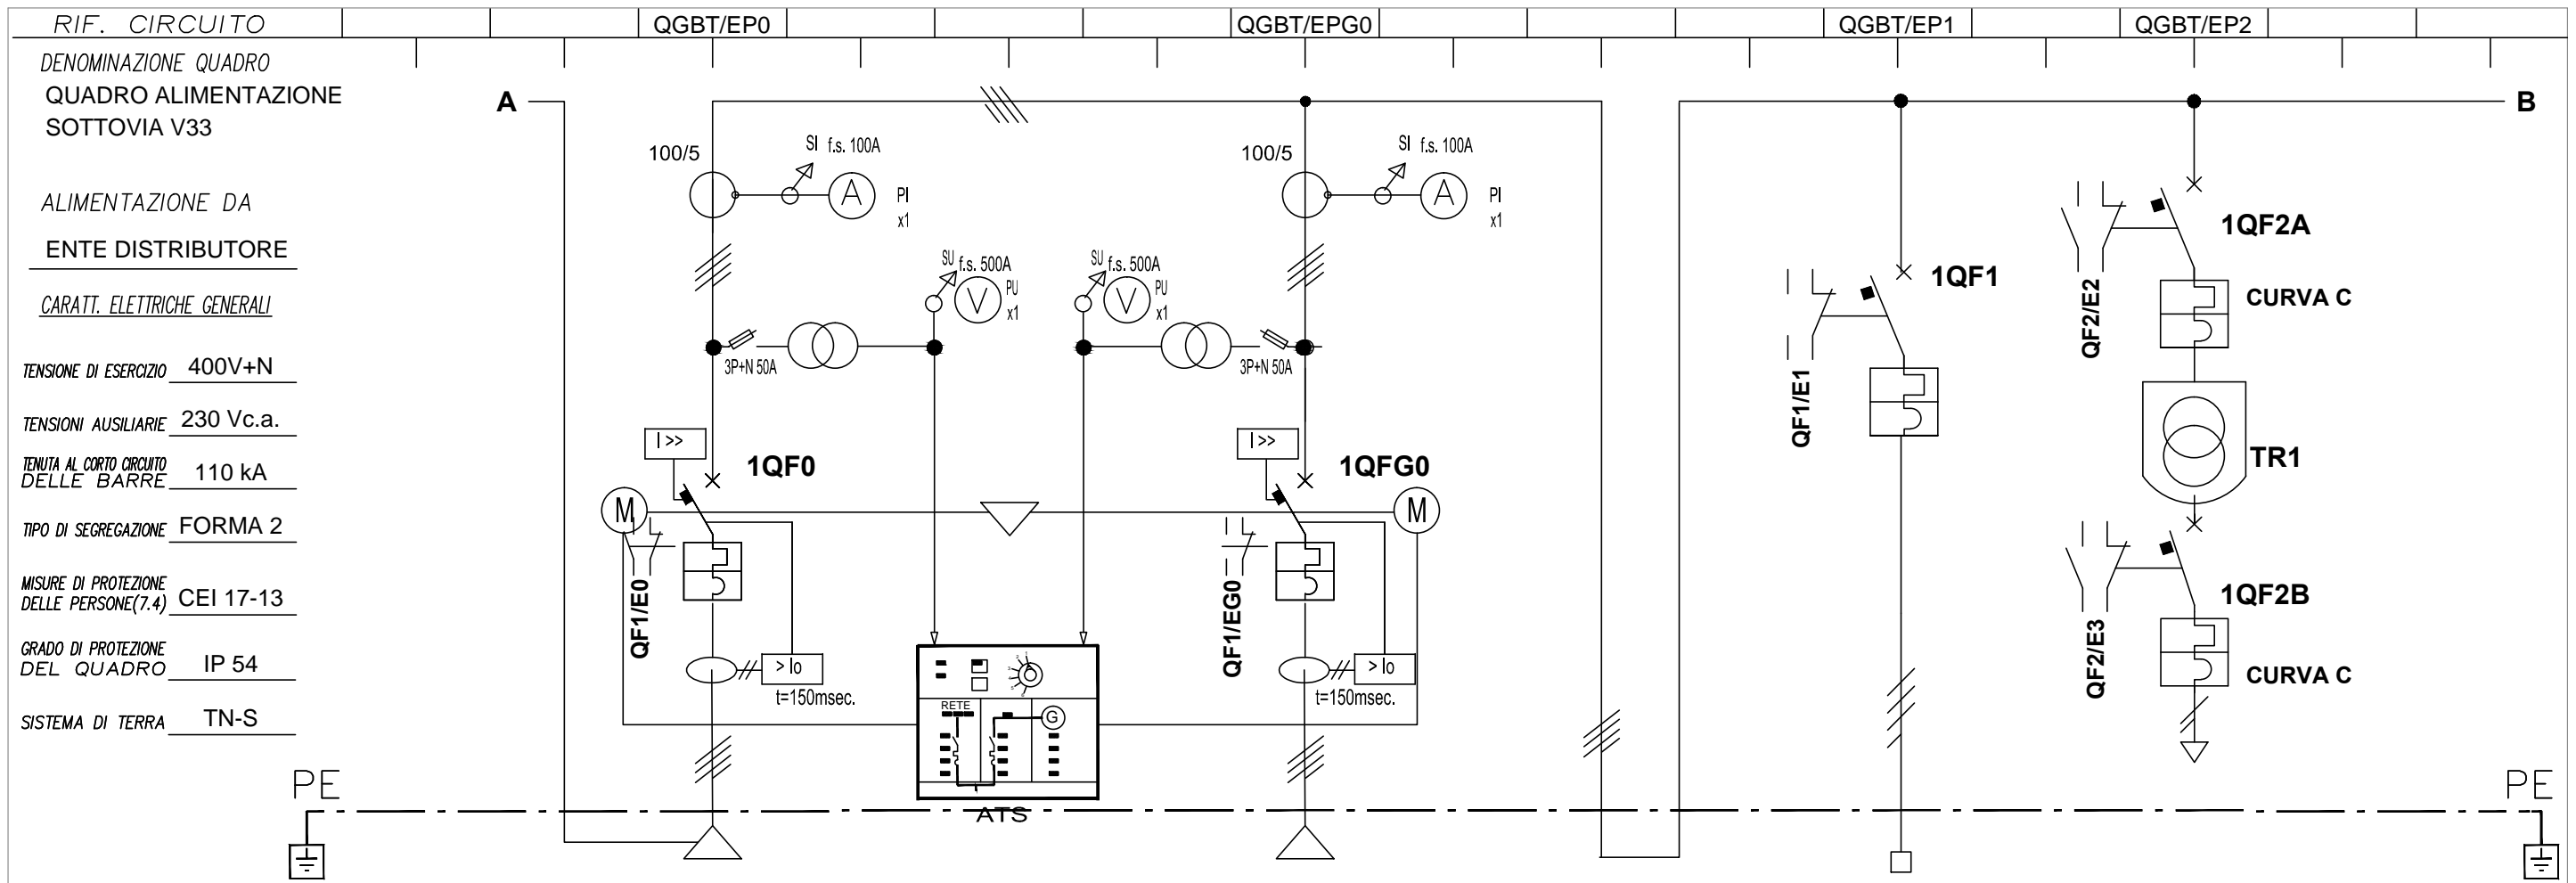 RIF. CIRCUITO
QGBT/EP0
QGBT/EPG0
QGBT/EP1
QGBT/EP2
DENOMINAZIONE QUADRO
QUADRO ALIMENTAZIONE
SOTTOVIA V33
ALIMENTAZIONE DA
ENTE DISTRIBUTORE
CARATT. ELETTRICHE GENERALI
TENSIONE DI ESERCIZIO 400V+N
TENSIONI AUSILIARIE 230 Vc.a.
TENUTA AL CORTO CIRCUITO
DELLE BARRE 110 kA
TIPO DI SEGREGAZIONE FORMA 2
MISURE DI PROTEZIONE
DELLE PERSONE(7.4) CEI 17-13
GRADO DI PROTEZIONE
DEL QUADRO IP 54
SISTEMA DI TERRA TN-S
PE
A
100/5
SI f.s. 100A
A
PI
x1
SU f.s. 500A
V
PU
x1
3P+N 50A
I >>
1QF0
M
QF1/E0
> Io
t=150msec.
SU f.s. 500A
V
PU
x1
3P+N 50A
100/5
SI f.s. 100A
A
PI
x1
I >>
1QFG0
M
QF1/EG0
> Io
t=150msec.
RETE
G
ATS
1QF1
QF1/E1
1QF2A
QF2/E2
CURVA C
TR1
1QF2B
QF2/E3
CURVA C
B
PE